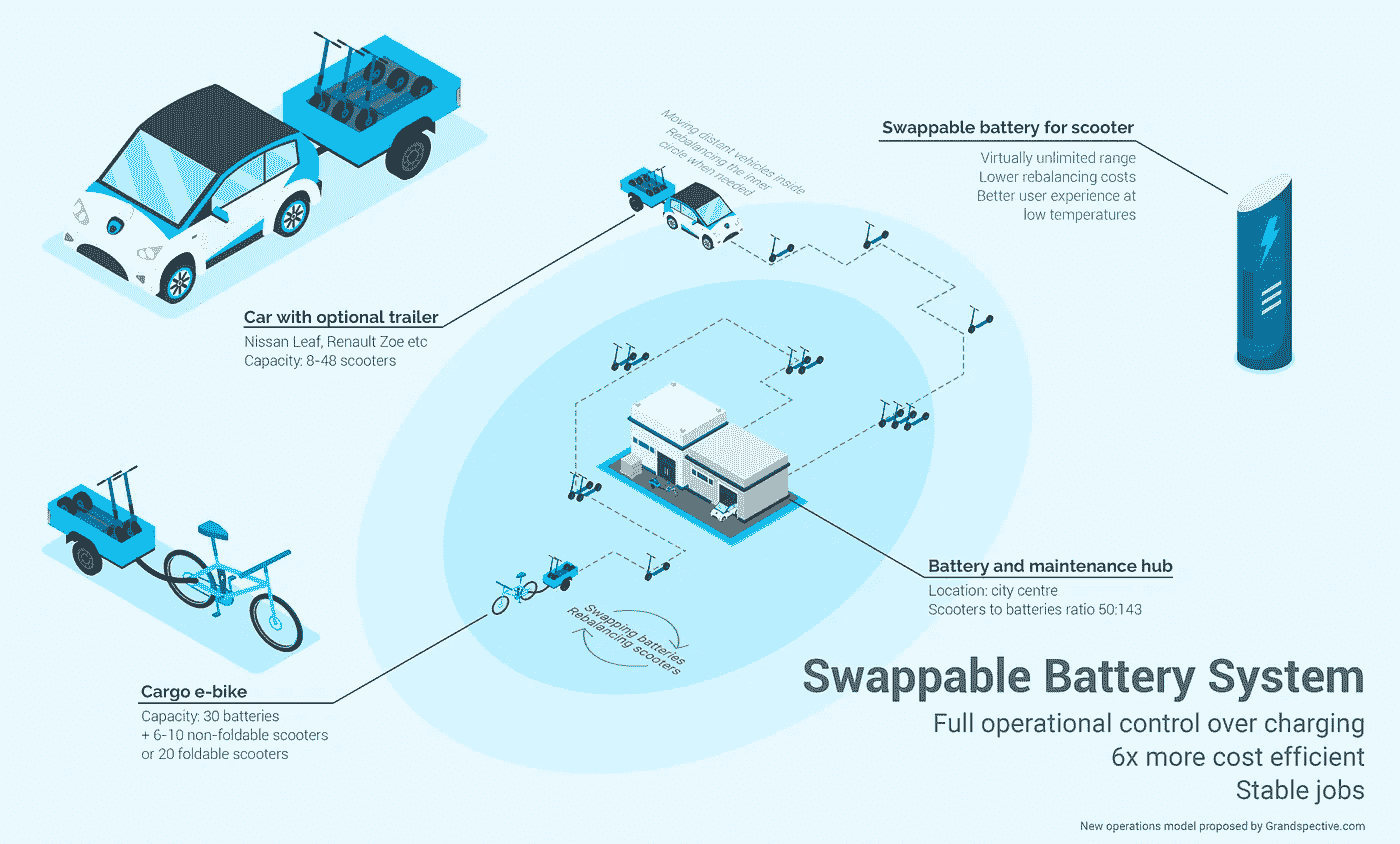 Moving distant vehicles inside
Rebalancing the inner
circle when needed
Swappable battery for scooter
Virtually unlimited range
Lower rebalancing costs
Better user experience at
low temperatures
Car with optional trailer
Nissan Leaf, Renault Zoe etc
Capacity: 8-48 scooters
Battery and maintenance hub
Location: city centre
Scooters to batteries ratio 50:143
Swapping batteries
Rebalancing scooters
Cargo e-bike
Capacity: 30 batteries
+ 6-10 non-foldable scooters
or 20 foldable scooters
Swappable Battery System
Full operational control over charging
6x more cost efficient
Stable jobs
New operations model proposed by Grandspective.com